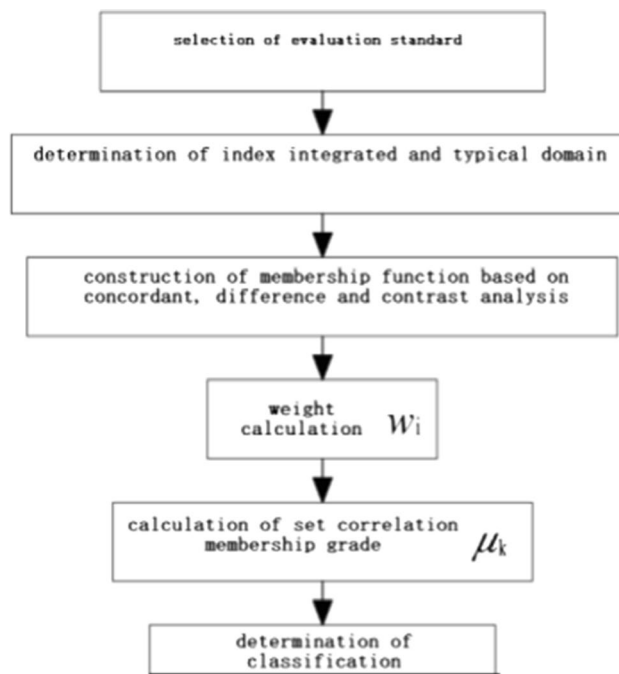 selection of evaluation standard
determination of index integrated and typical domain
construction of membership function based on
concordant, difference and contrast analysis
weight
calculation wi
calculation of set correlation
membership grade μk
determination of
classification